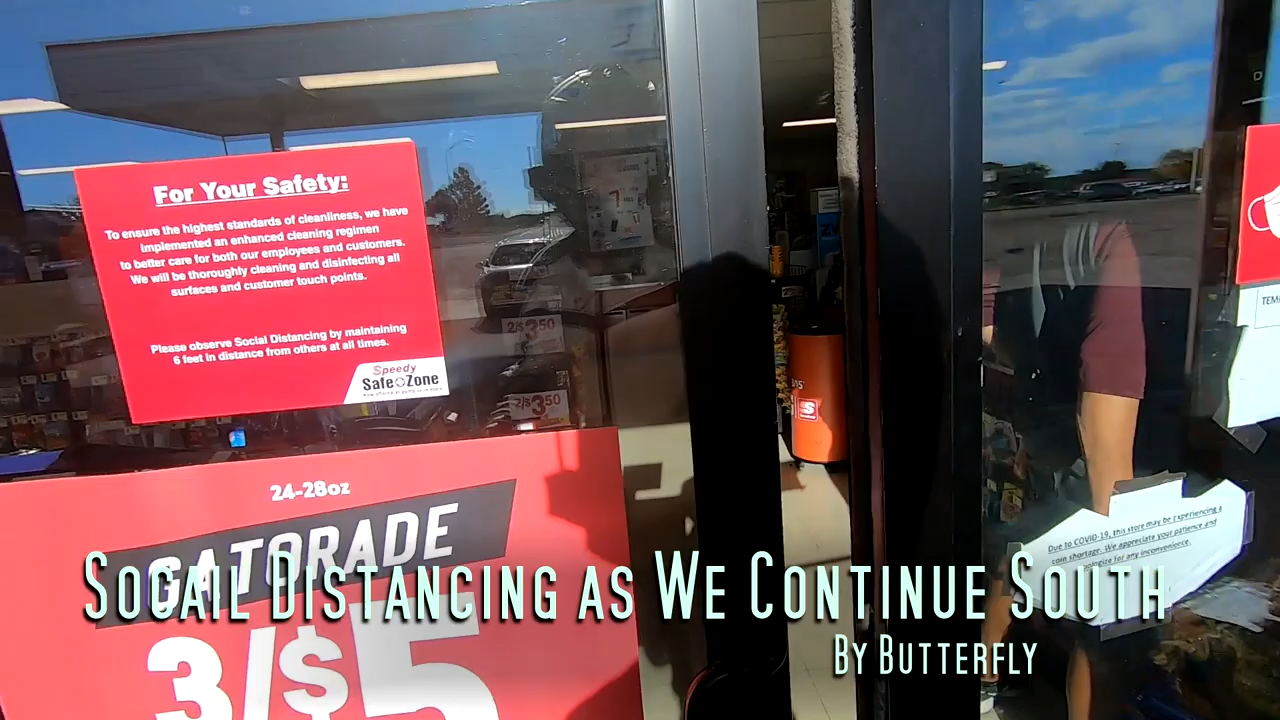 For Your Safety:
To ensure the highest standards of cleanliness, we have
implemented an enhanced cleaning regimen
to better care for both our employees and customers.
We will be thoroughly cleaning and disinfecting all
surfaces and customer touch points.
Please observe Social Distancing by maintaining
6 feet in distance from others at all times.
Speedy
Safe Zone
2/$3.50
2/$3.50
24-28oz
GATORADE
3/$5
TEM
Due to COVID-19, this store may be experiencing a
coin shortage. We appreciate your patience and
apologize for any inconvenience.
Socail Distancing as We Continue South
By Butterfly